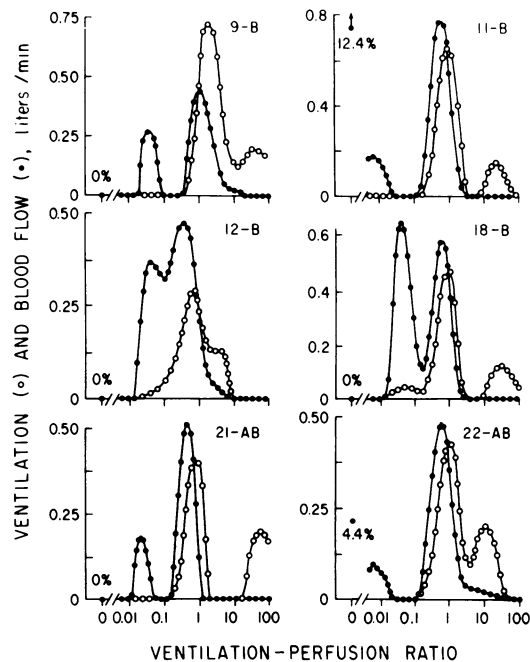 VENTILATION (○) AND BLOOD FLOW (●), liters/min
9-B
0.75
0.50
0.25
0
0%
11-B
0.8
12.4%
0.4
0
12-B
0.50
0.25
0
0%
18-B
0.6
0.4
0.2
0
0%
21-AB
0.50
0.25
0
0%
0 0.01 0.1 1 10 100
22-AB
0.50
0.25
0
4.4%
0 0.01 0.1 1 10 100
VENTILATION-PERFUSION RATIO